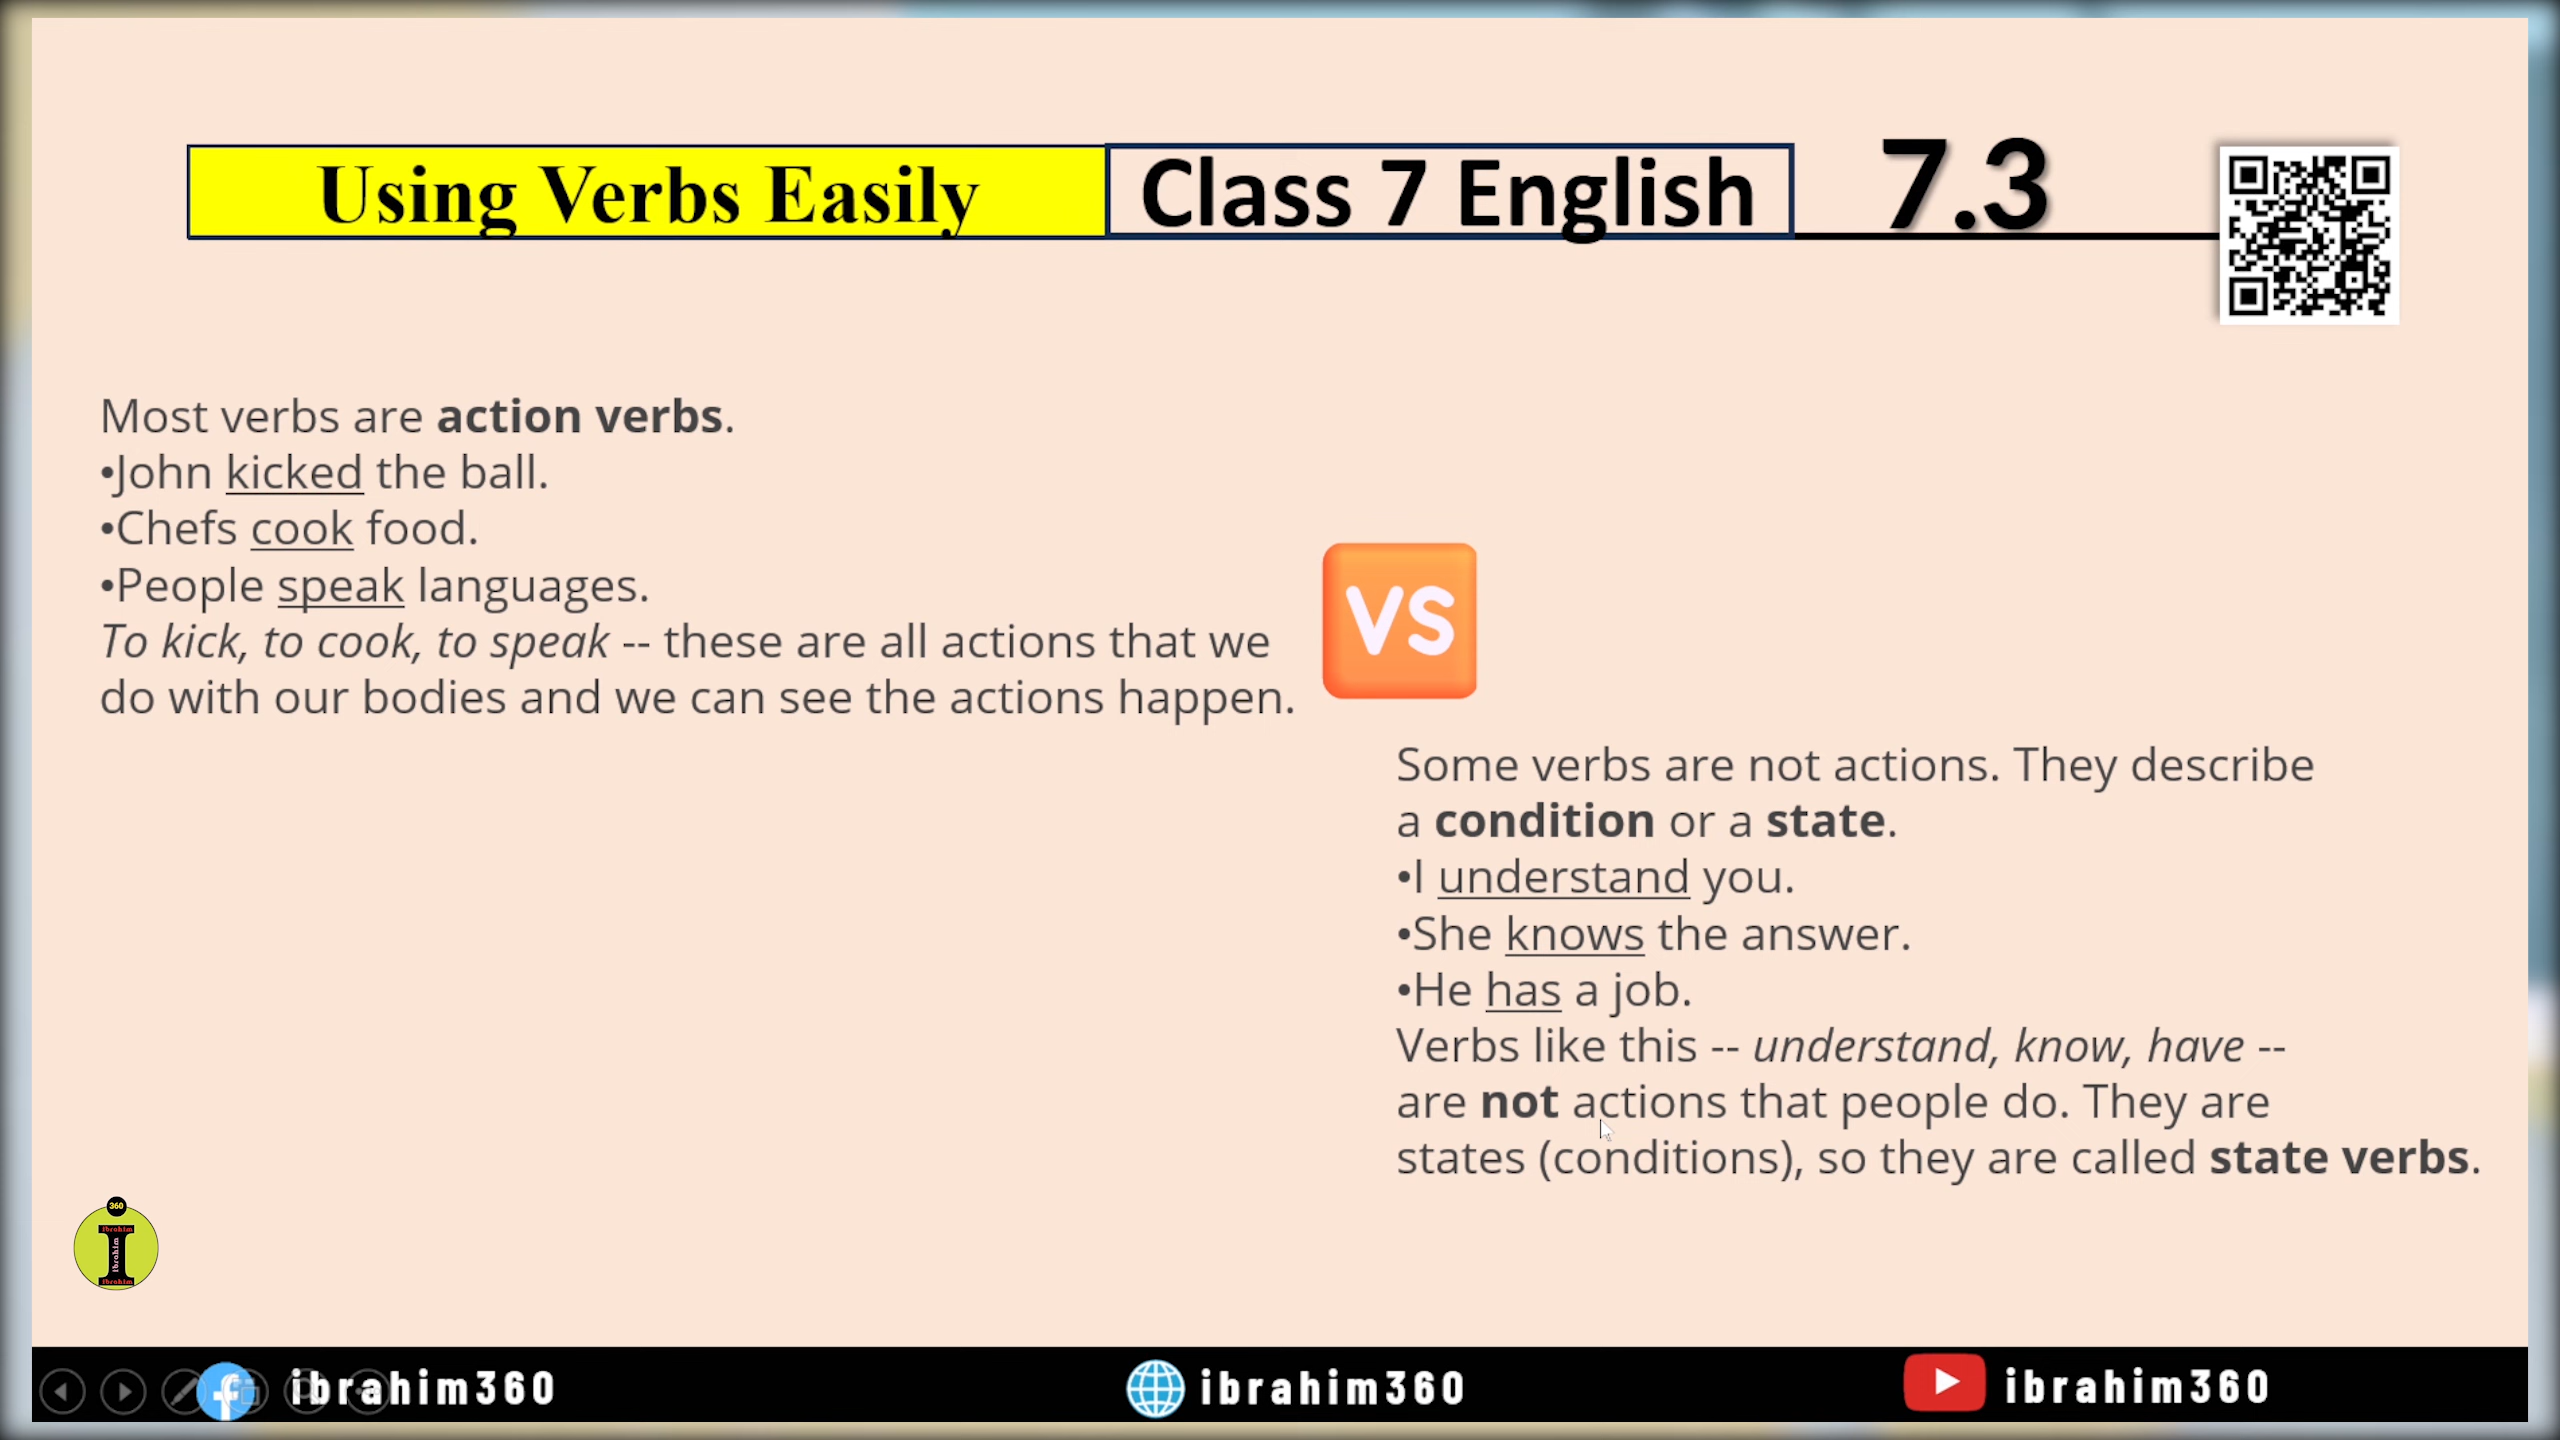 Using Verbs Easily
Class 7 English
7.3
Most verbs are action verbs.
•John kicked the ball.
•Chefs cook food.
•People speak languages.
To kick, to cook, to speak -- these are all actions that we
do with our bodies and we can see the actions happen.
VS
Some verbs are not actions. They describe
a condition or a state.
•I understand you.
•She knows the answer.
•He has a job.
Verbs like this -- understand, know, have --
are not actions that people do. They are
states (conditions), so they are called state verbs.
360
Ibrahim
Ibrahim
Ibrahim
ibrahim360
ibrahim360
ibrahim360